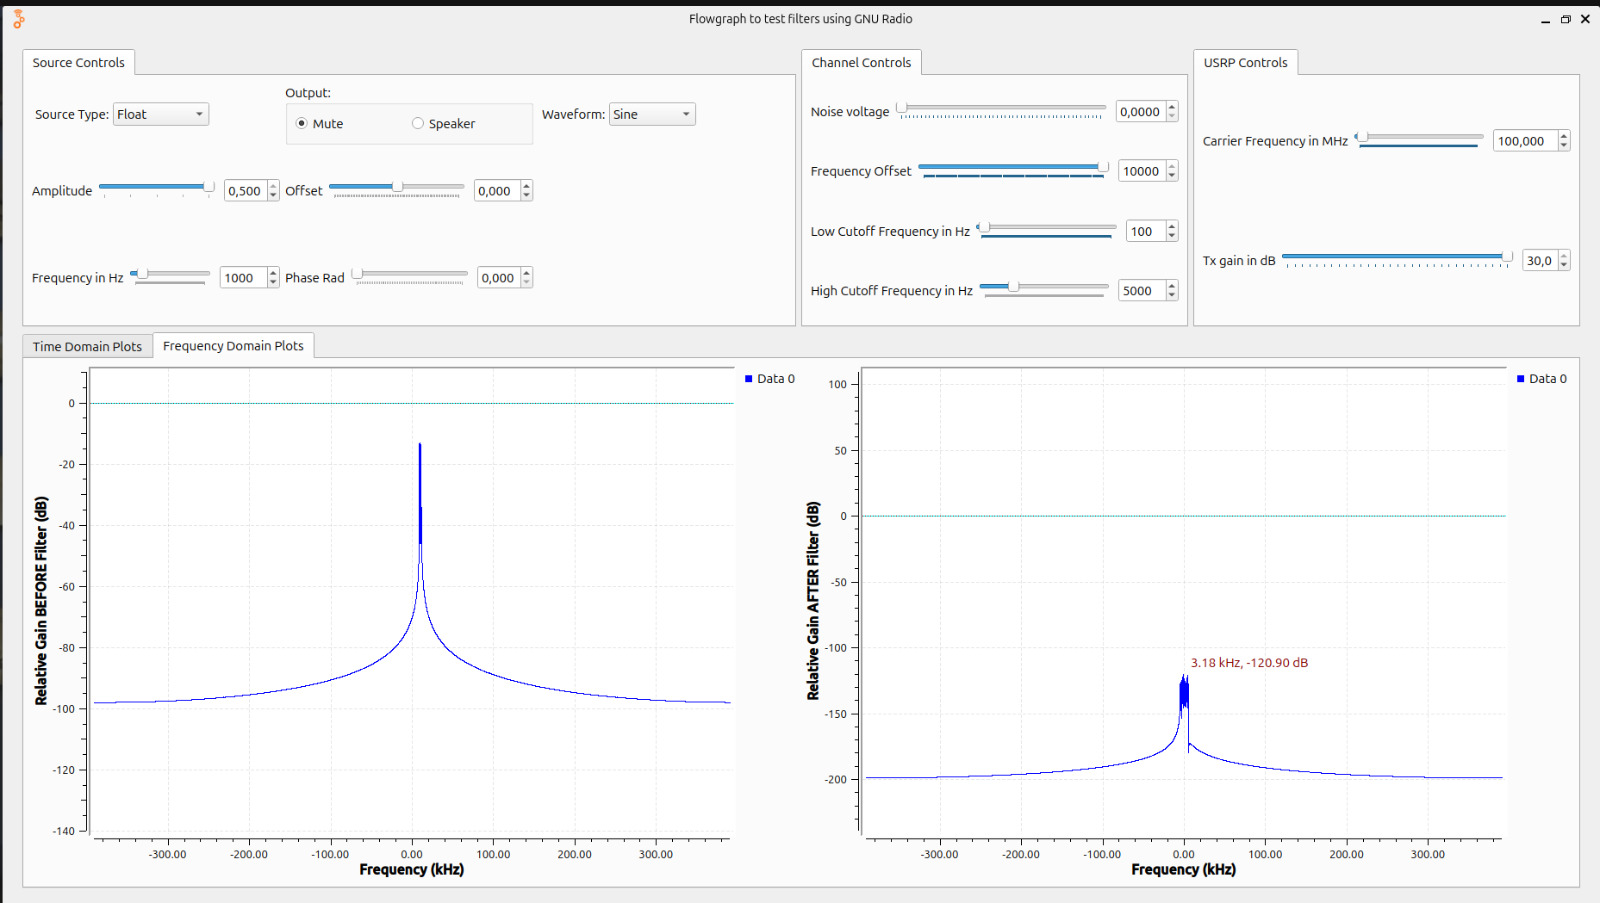 Flowgraph to test filters using GNU Radio
Source Controls
Source Type: Float
Output:
Mute
Speaker
Waveform: Sine
Amplitude 0,500
Offset 0,000
Frequency in Hz 1000
Phase Rad 0,000
Channel Controls
Noise voltage 0,0000
Frequency Offset 10000
Low Cutoff Frequency in Hz 100
High Cutoff Frequency in Hz 5000
USRP Controls
Carrier Frequency in MHz 100,000
Tx gain in dB 30,0
Time Domain Plots
Frequency Domain Plots
Relative Gain BEFORE Filter (dB)
0
-20
-40
-60
-80
-100
-120
-140
-300.00 -200.00 -100.00 0.00 100.00 200.00 300.00
Frequency (kHz)
Data 0
Relative Gain AFTER Filter (dB)
100
50
0
-50
-100
-150
-200
3.18 kHz, -120.90 dB
-300.00 -200.00 -100.00 0.00 100.00 200.00 300.00
Frequency (kHz)
Data 0